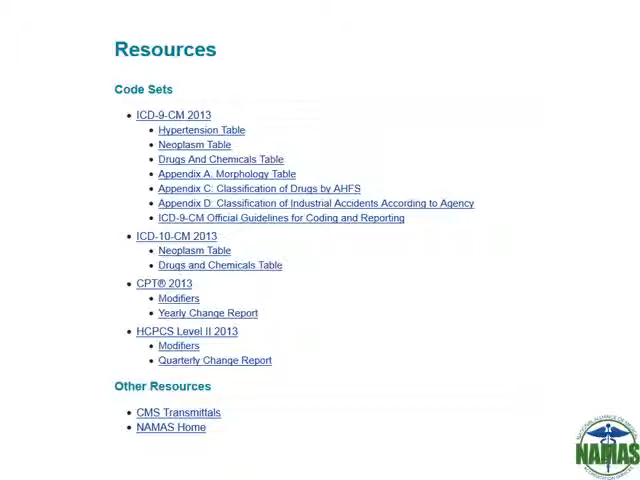 Resources
Code Sets
ICD-9-CM 2013
Hypertension Table
Neoplasm Table
Drugs And Chemicals Table
Appendix A: Morphology Table
Appendix C: Classification of Drugs by AHFS
Appendix D: Classification of Industrial Accidents According to Agency
ICD-9-CM Official Guidelines for Coding and Reporting
ICD-10-CM 2013
Neoplasm Table
Drugs and Chemicals Table
CPT® 2013
Modifiers
Yearly Change Report
HCPCS Level II 2013
Modifiers
Quarterly Change Report
Other Resources
CMS Transmittals
NAMAS Home
NAMAS